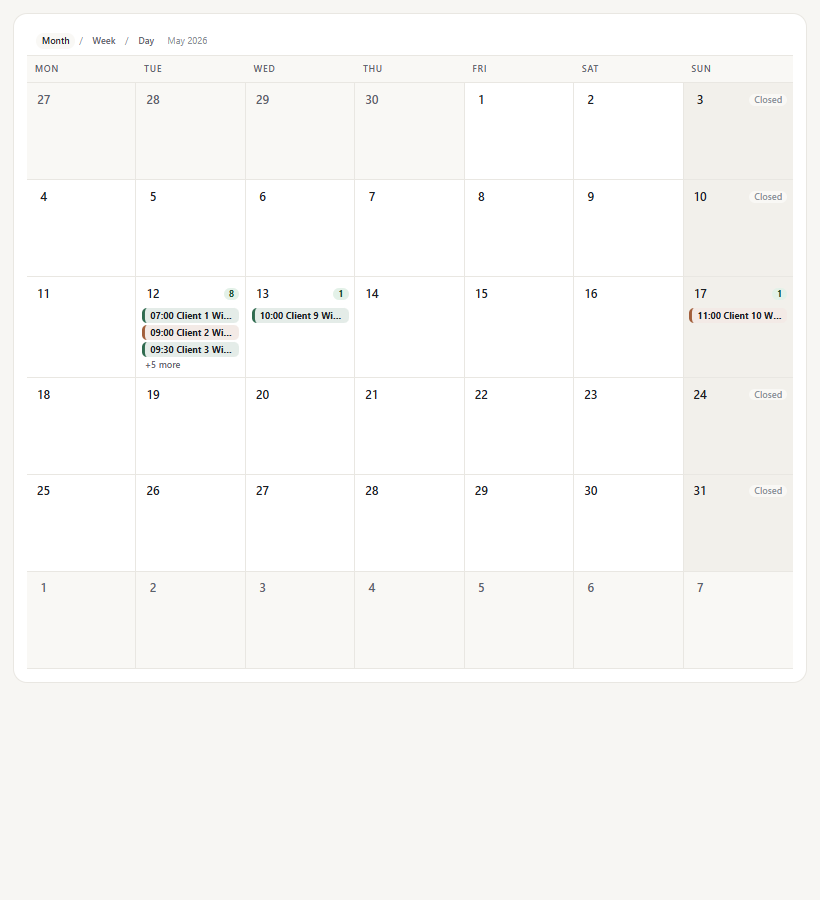 Month / Week / Day May 2026
MON TUE WED THU FRI SAT SUN
27 28 29 30 1 2 3 Closed
4 5 6 7 8 9 10 Closed
11 12 8 13 1 14 15 16 17 1
07:00 Client 1 Wi... 10:00 Client 9 Wi... 11:00 Client 10 W...
09:00 Client 2 Wi...
09:30 Client 3 Wi...
+5 more
18 19 20 21 22 23 24 Closed
25 26 27 28 29 30 31 Closed
1 2 3 4 5 6 7